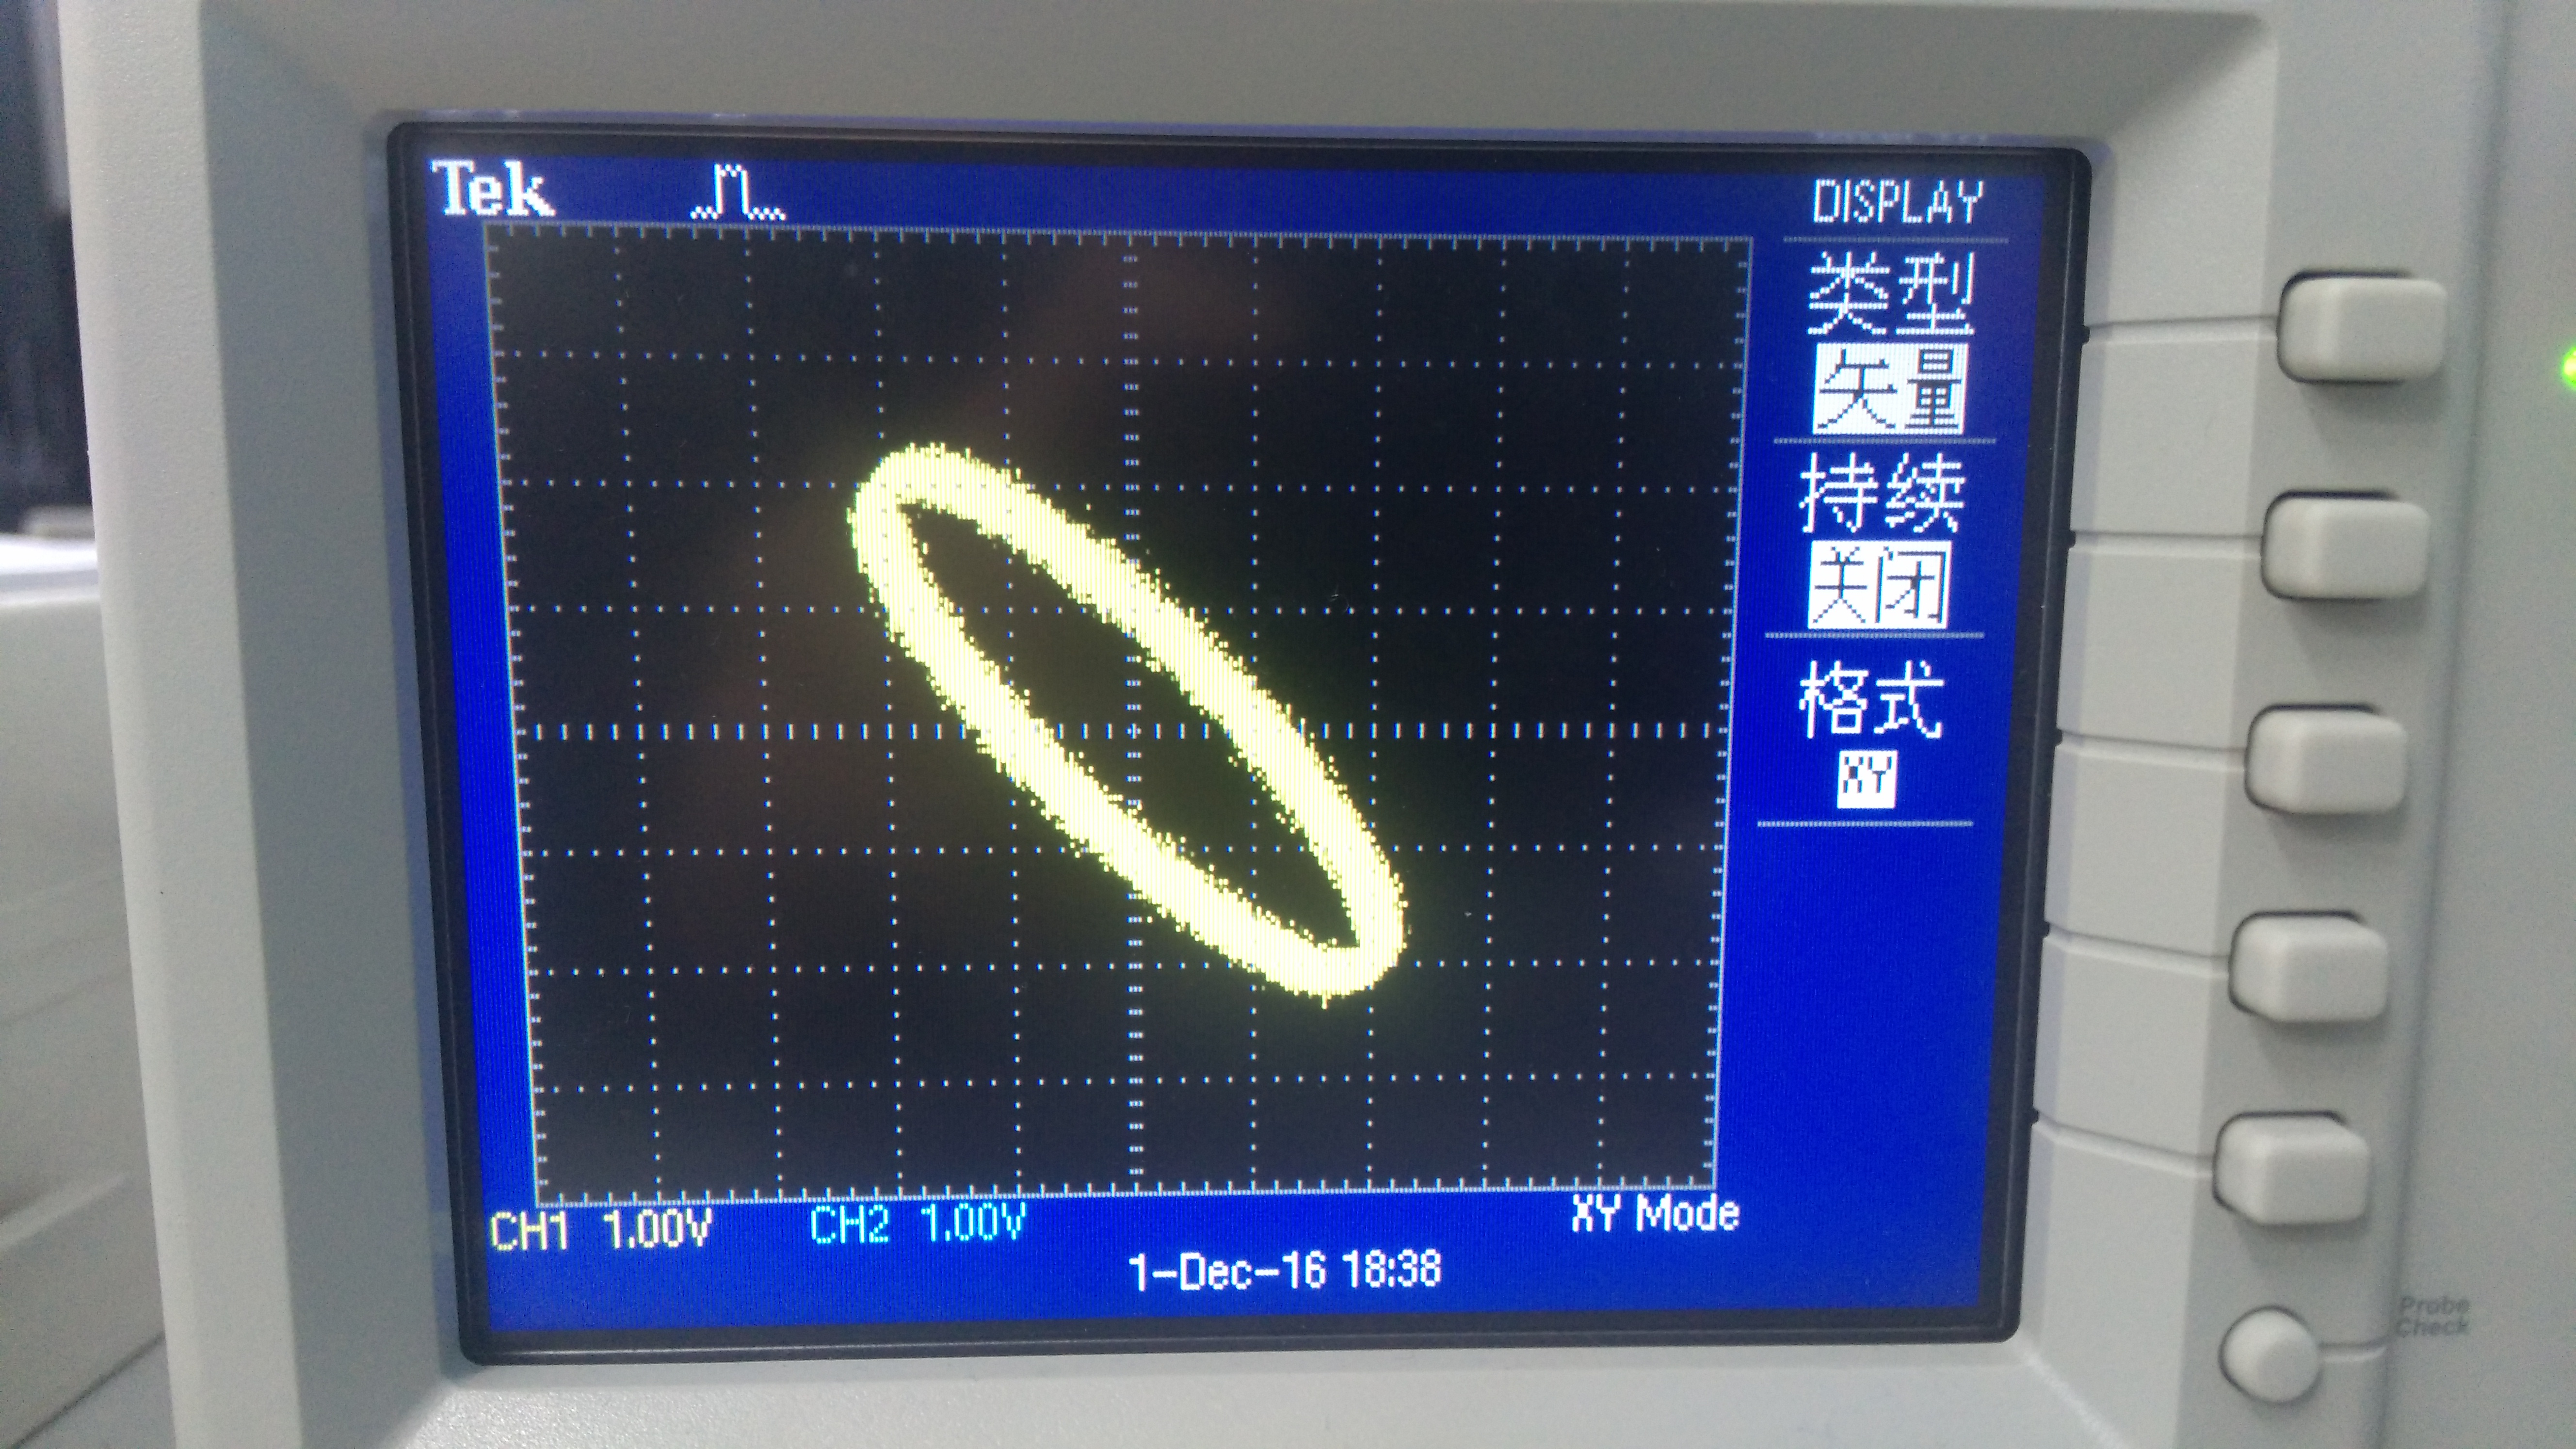 Tek
DISPLAY
类型
矢量
持续
关闭
格式
XY
CH1 1.00V CH2 1.00V XY Mode
1-Dec-16 18:38
Probe
Check